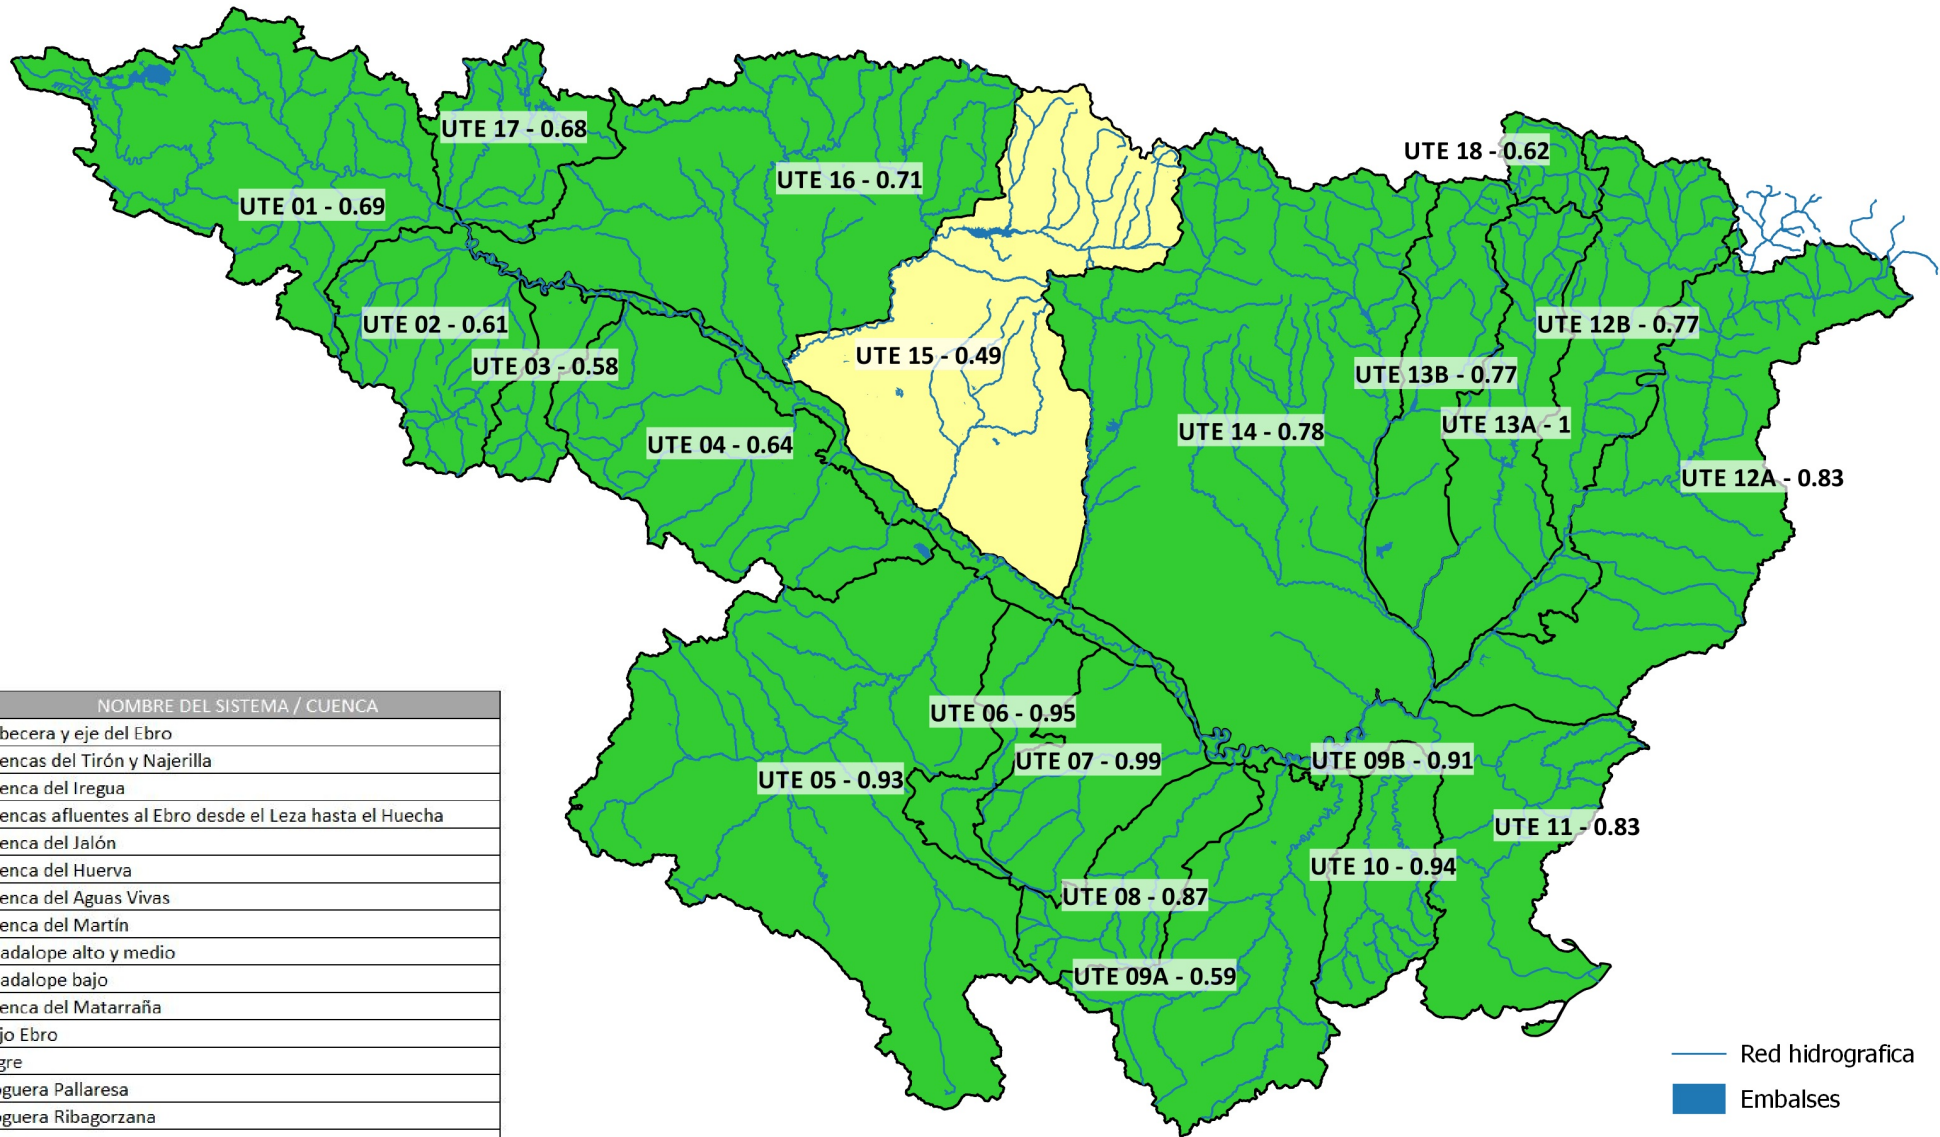 UTE 17 - 0.68
UTE 18 - 0.62
UTE 16 - 0.71
UTE 01 - 0.69
UTE 02 - 0.61
UTE 12B - 0.77
UTE 15 - 0.49
UTE 03 - 0.58
UTE 13B - 0.77
UTE 13A - 1
UTE 14 - 0.78
UTE 04 - 0.64
UTE 12A - 0.83
UTE 06 - 0.95
UTE 07 - 0.99
UTE 09B - 0.91
UTE 05 - 0.93
UTE 11 - 0.83
UTE 10 - 0.94
UTE 08 - 0.87
UTE 09A - 0.59
NOMBRE DEL SISTEMA / CUENCA
becera y eje del Ebro
encas del Tirón y Najerilla
enca del Iregua
encas afluentes al Ebro desde el Leza hasta el Huecha
enca del Jalón
enca del Huerva
enca del Aguas Vivas
enca del Martín
adalope alto y medio
adalope bajo
enca del Matarraña
jo Ebro
gre
guera Pallaresa
guera Ribagorzana
Red hidrografica
Embalses